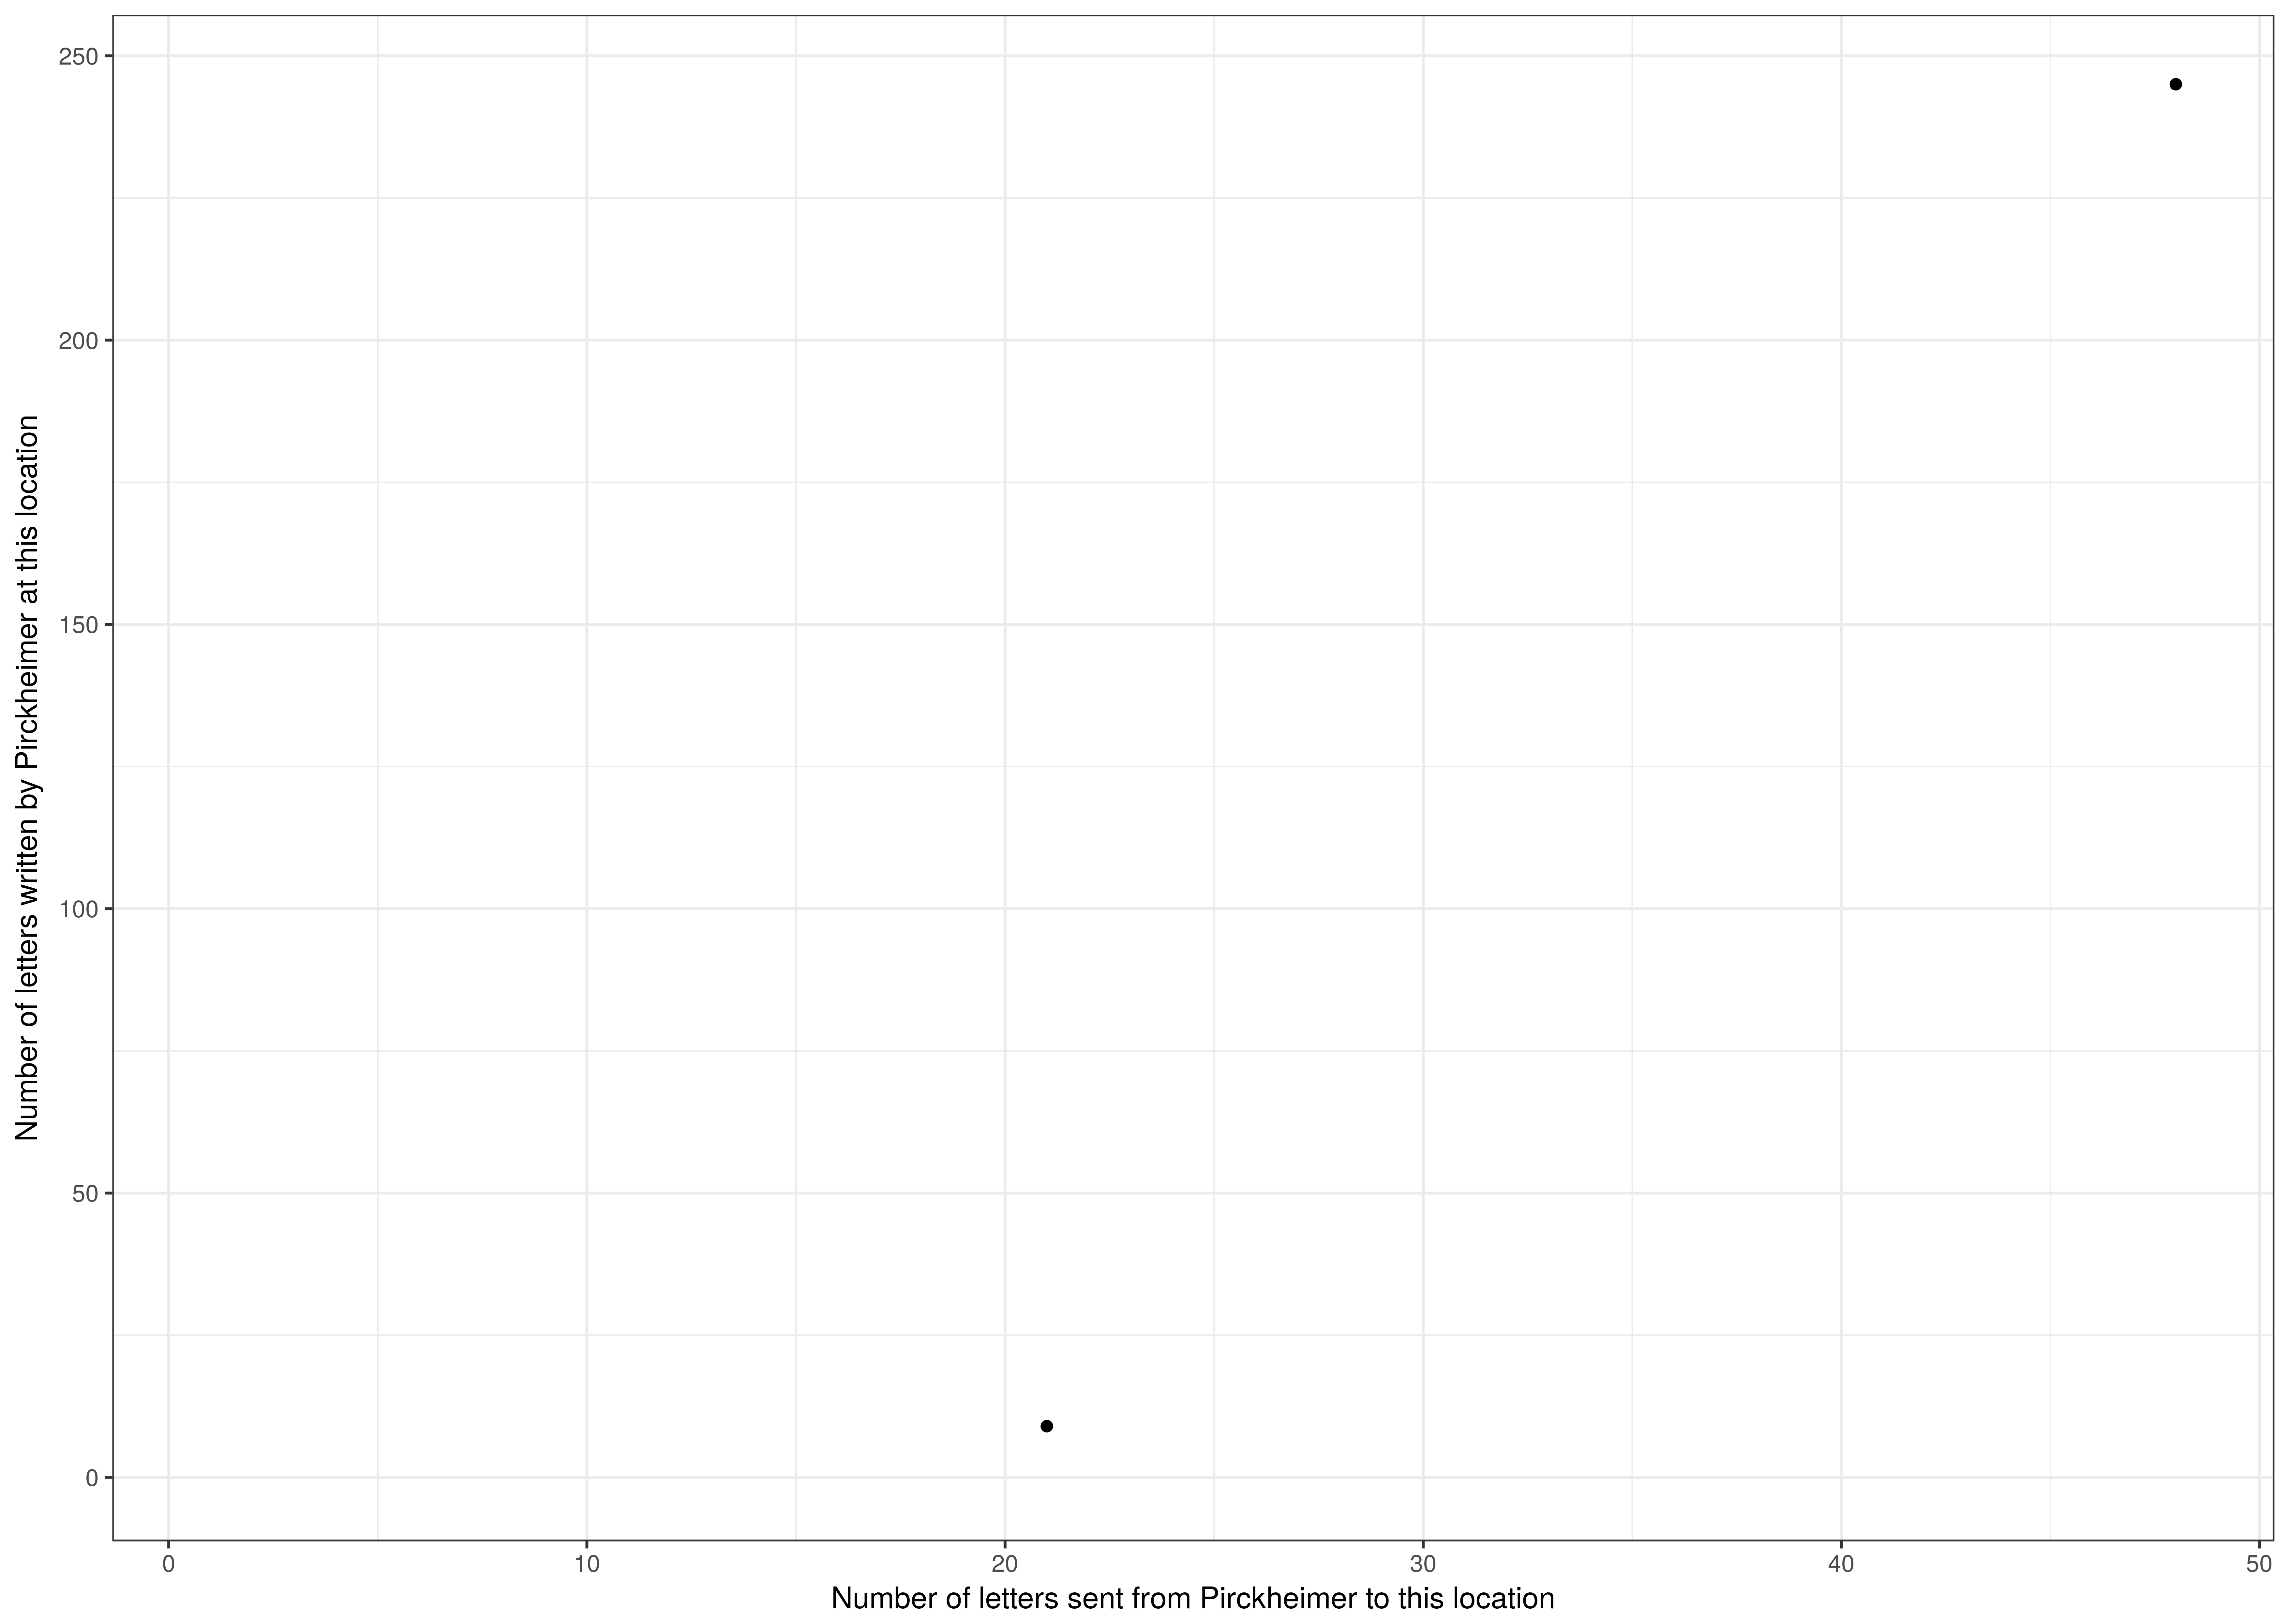 250
200
150
100
50
0
Number of letters written by Pirckheimer at this location
0 10 20 30 40 50
Number of letters sent from Pirckheimer to this location